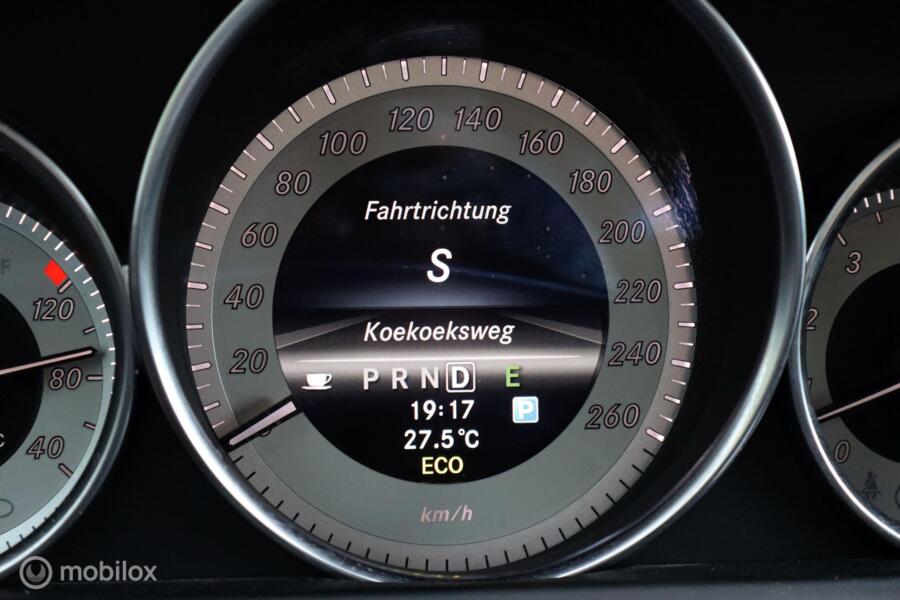 120 140
100 160
80 180
Fahrtrichtung
60 200
S
40 220
120 3
Koekoeksweg
2
20 240
P R N D E
80
19:17 P
260
27.5°C
40 0
ECO
km/h
mobilox